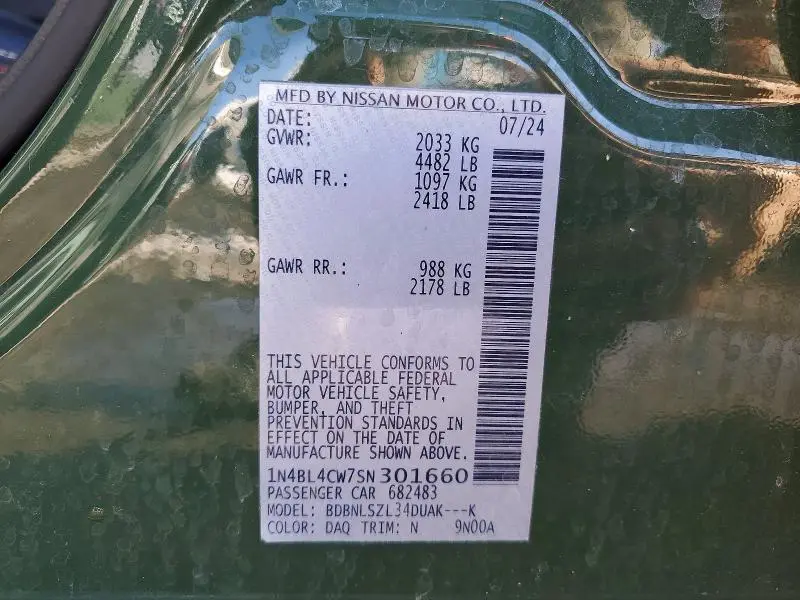 MFD BY NISSAN MOTOR CO., LTD.
DATE: 07/24
GVWR: 2033 KG
4482 LB
GAWR FR.: 1097 KG
2418 LB
GAWR RR.: 988 KG
2178 LB
THIS VEHICLE CONFORMS TO
ALL APPLICABLE FEDERAL
MOTOR VEHICLE SAFETY,
BUMPER, AND THEFT
PREVENTION STANDARDS IN
EFFECT ON THE DATE OF
MANUFACTURE SHOWN ABOVE.
1N4BL4CW7SN301660
PASSENGER CAR 682483
MODEL: BDBNLSZL34DUAK---K
COLOR: DAQ TRIM: N 9N00A